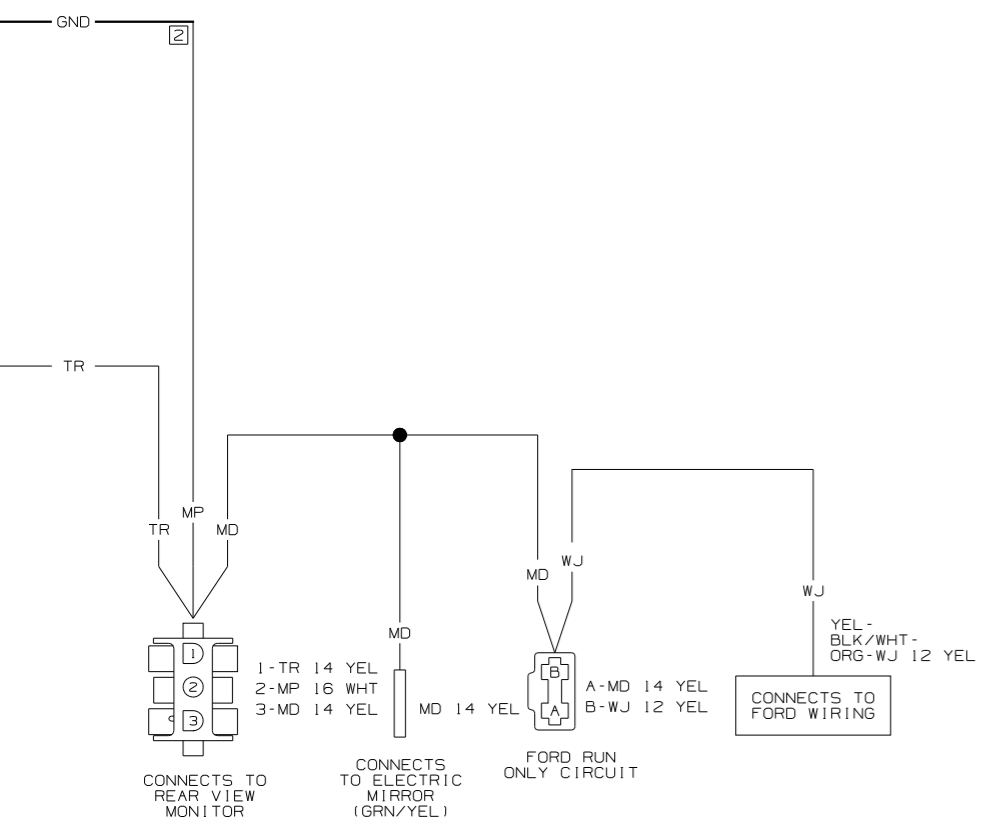 GND
2
TR
TR
MP
MD
MD
MD
WJ
WJ
YEL-
BLK/WHT-
ORG-WJ 12 YEL
1
2
3
1-TR 14 YEL
2-MP 16 WHT
3-MD 14 YEL
MD 14 YEL
B
A
A-MD 14 YEL
B-WJ 12 YEL
CONNECTS TO
FORD WIRING
CONNECTS TO
REAR VIEW
MONITOR
CONNECTS
TO ELECTRIC
MIRROR
(GRN/YEL)
FORD RUN
ONLY CIRCUIT